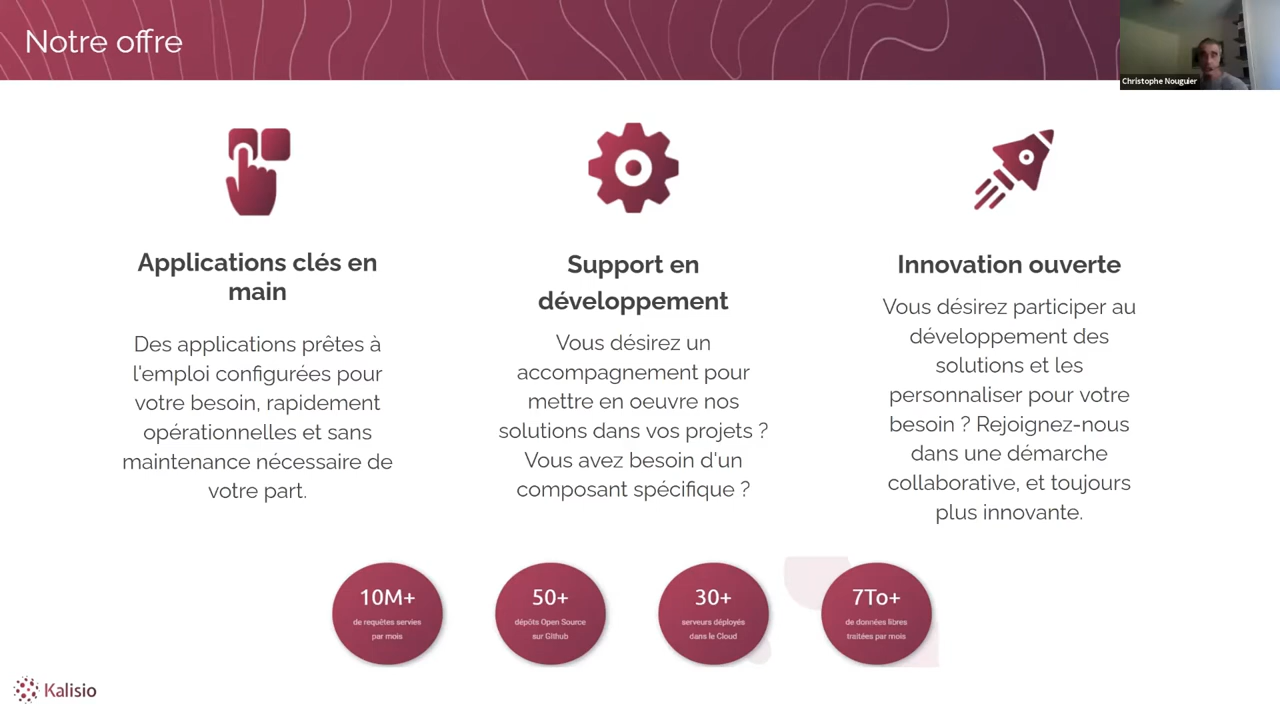 Notre offre
Christophe Nouguier
Applications clés en
main
Des applications prêtes à
l'emploi configurées pour
votre besoin, rapidement
opérationnelles et sans
maintenance nécessaire de
votre part.
Support en
développement
Vous désirez un
accompagnement pour
mettre en oeuvre nos
solutions dans vos projets ?
Vous avez besoin d'un
composant spécifique ?
Innovation ouverte
Vous désirez participer au
développement des
solutions et les
personnaliser pour votre
besoin ? Rejoignez-nous
dans une démarche
collaborative, et toujours
plus innovante.
10M+
de requêtes servies
par mois
50+
dépôts Open Source
sur Github
30+
serveurs déployés
dans le Cloud
7To+
de données libres
traitées par mois
Kalisio